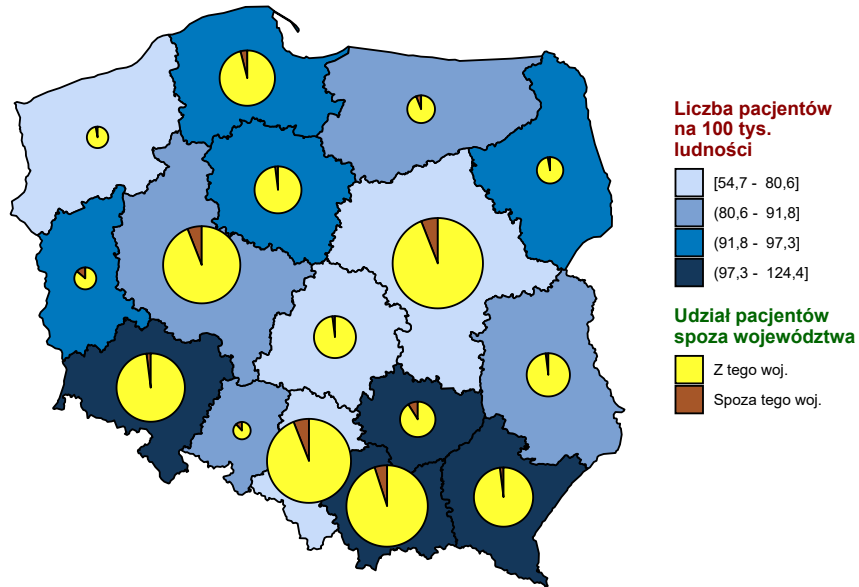 Liczba pacjentów
na 100 tys.
ludności
[54,7 - 80,6]
(80,6 - 91,8]
(91,8 - 97,3]
(97,3 - 124,4]
Udział pacjentów
spoza województwa
Z tego woj.
Spoza tego woj.